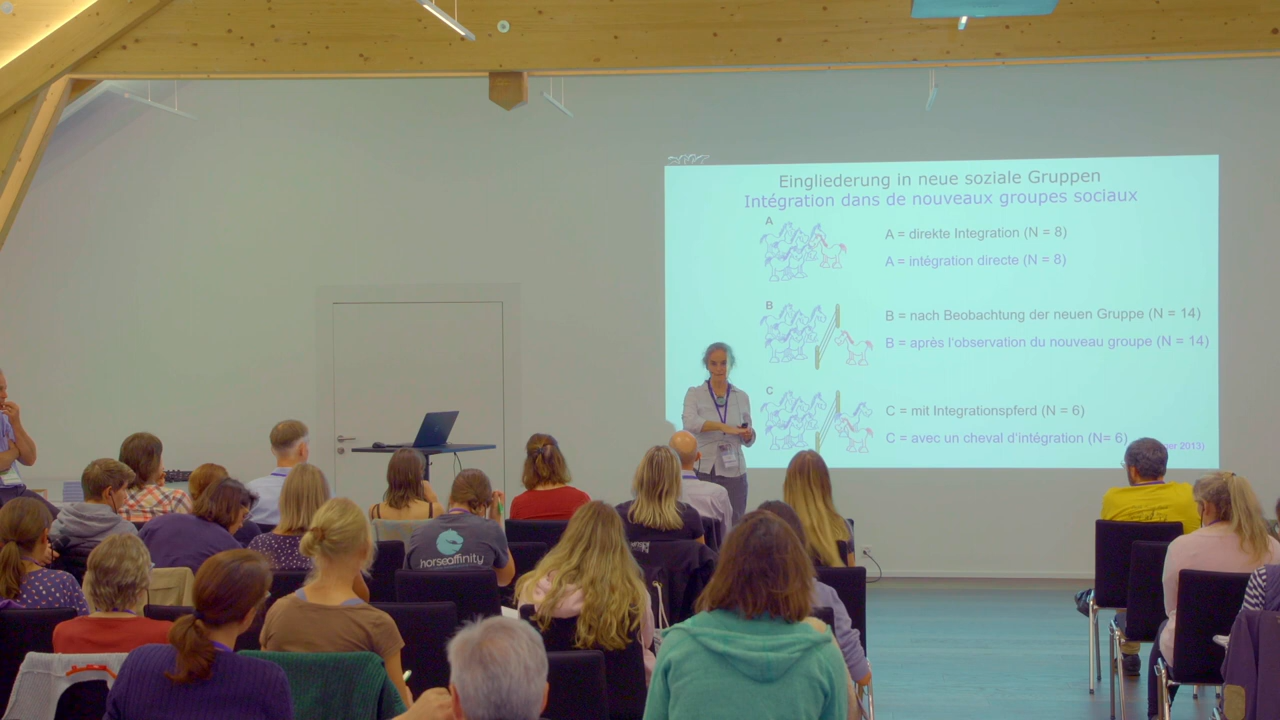 Eingliederung in neue soziale Gruppen
Intégration dans de nouveaux groupes sociaux
A
A = direkte Integration (N = 8)
A = intégration directe (N = 8)
B
B = nach Beobachtung der neuen Gruppe (N = 14)
B = après l'observation du nouveau groupe (N = 14)
C
C = mit Integrationspferd (N = 6)
C = avec un cheval d'intégration (N= 6)
2013)
horseaffinity